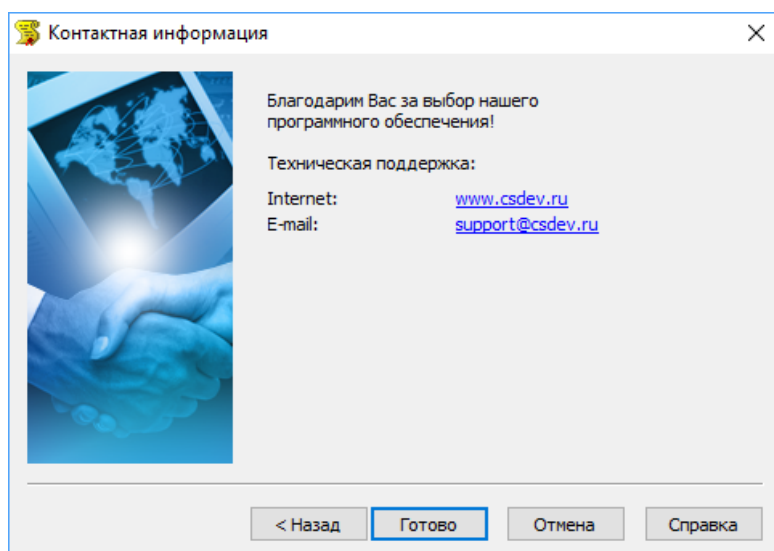 Контактная информация
Благодарим Вас за выбор нашего
программного обеспечения!
Техническая поддержка:
Internet: www.csdev.ru
E-mail: support@csdev.ru
< Назад Готово Отмена Справка